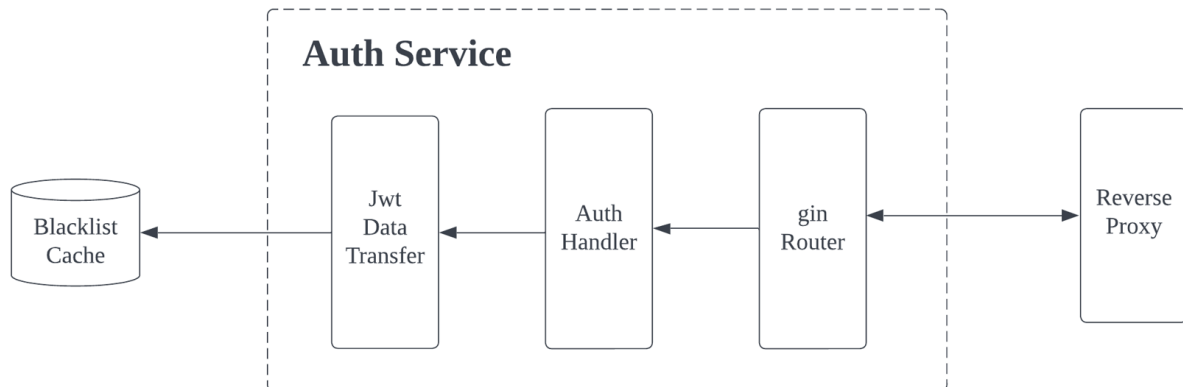 Auth Service
Blacklist
Cache
Jwt
Data
Transfer
Auth
Handler
gin
Router
Reverse
Proxy